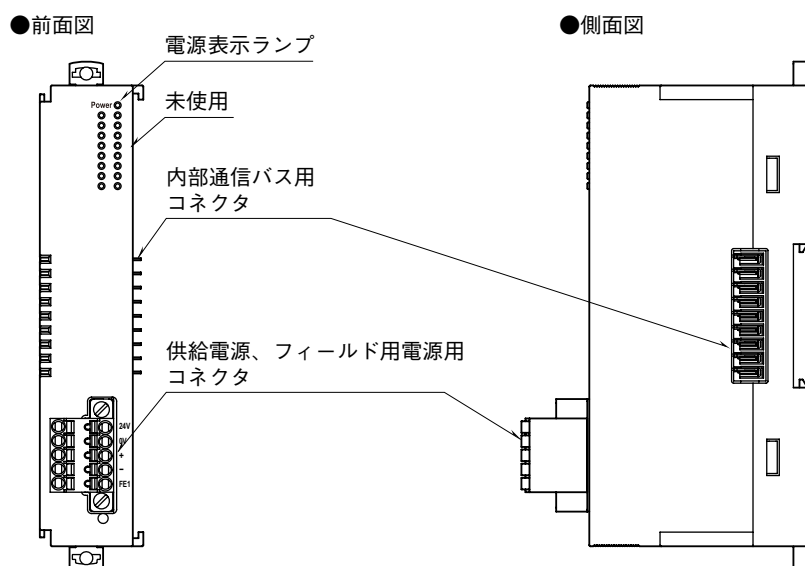 ●前面図
●側面図
電源表示ランプ
Power
未使用
内部通信バス用
コネクタ
供給電源、フィールド用電源用
コネクタ
24V
0V
+
−
FE1